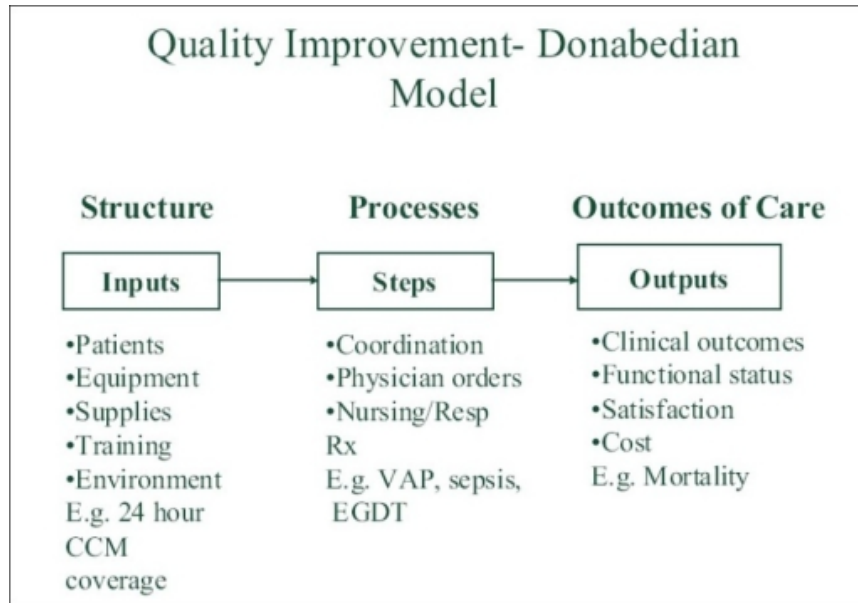 Quality Improvement- Donabedian
Model
Structure
Processes
Outcomes of Care
Inputs
Steps
Outputs
•Patients
•Equipment
•Supplies
•Training
•Environment
E.g. 24 hour
CCM
coverage
•Coordination
•Physician orders
•Nursing/Resp
Rx
E.g. VAP, sepsis,
EGDT
•Clinical outcomes
•Functional status
•Satisfaction
•Cost
E.g. Mortality